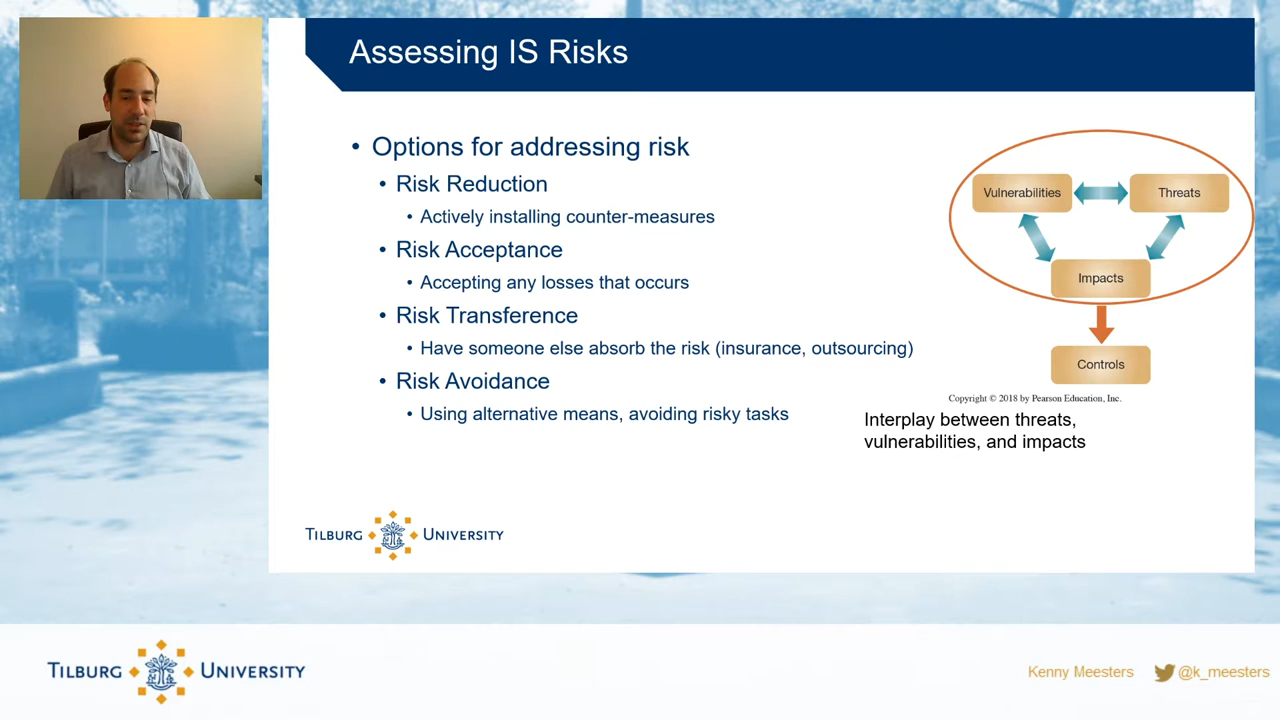 Assessing IS Risks
• Options for addressing risk
• Risk Reduction
• Actively installing counter-measures
• Risk Acceptance
• Accepting any losses that occurs
• Risk Transference
• Have someone else absorb the risk (insurance, outsourcing)
• Risk Avoidance
• Using alternative means, avoiding risky tasks
Vulnerabilities
Threats
Impacts
Controls
Copyright © 2018 by Pearson Education, Inc.
Interplay between threats,
vulnerabilities, and impacts
TILBURG UNIVERSITY
TILBURG UNIVERSITY
Kenny Meesters @k_meesters